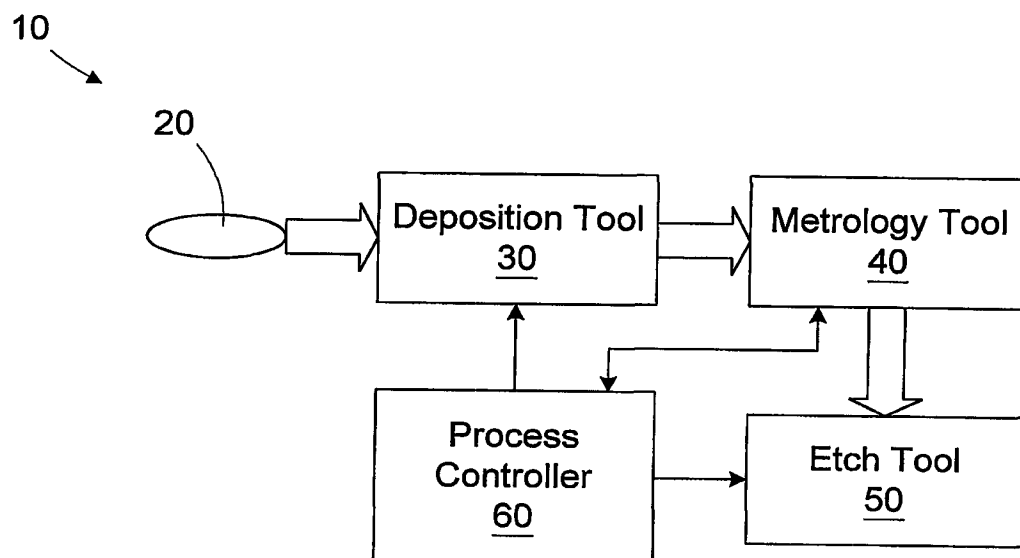 10
20
Deposition Tool
30
Metrology Tool
40
Process
Controller
60
Etch Tool
50